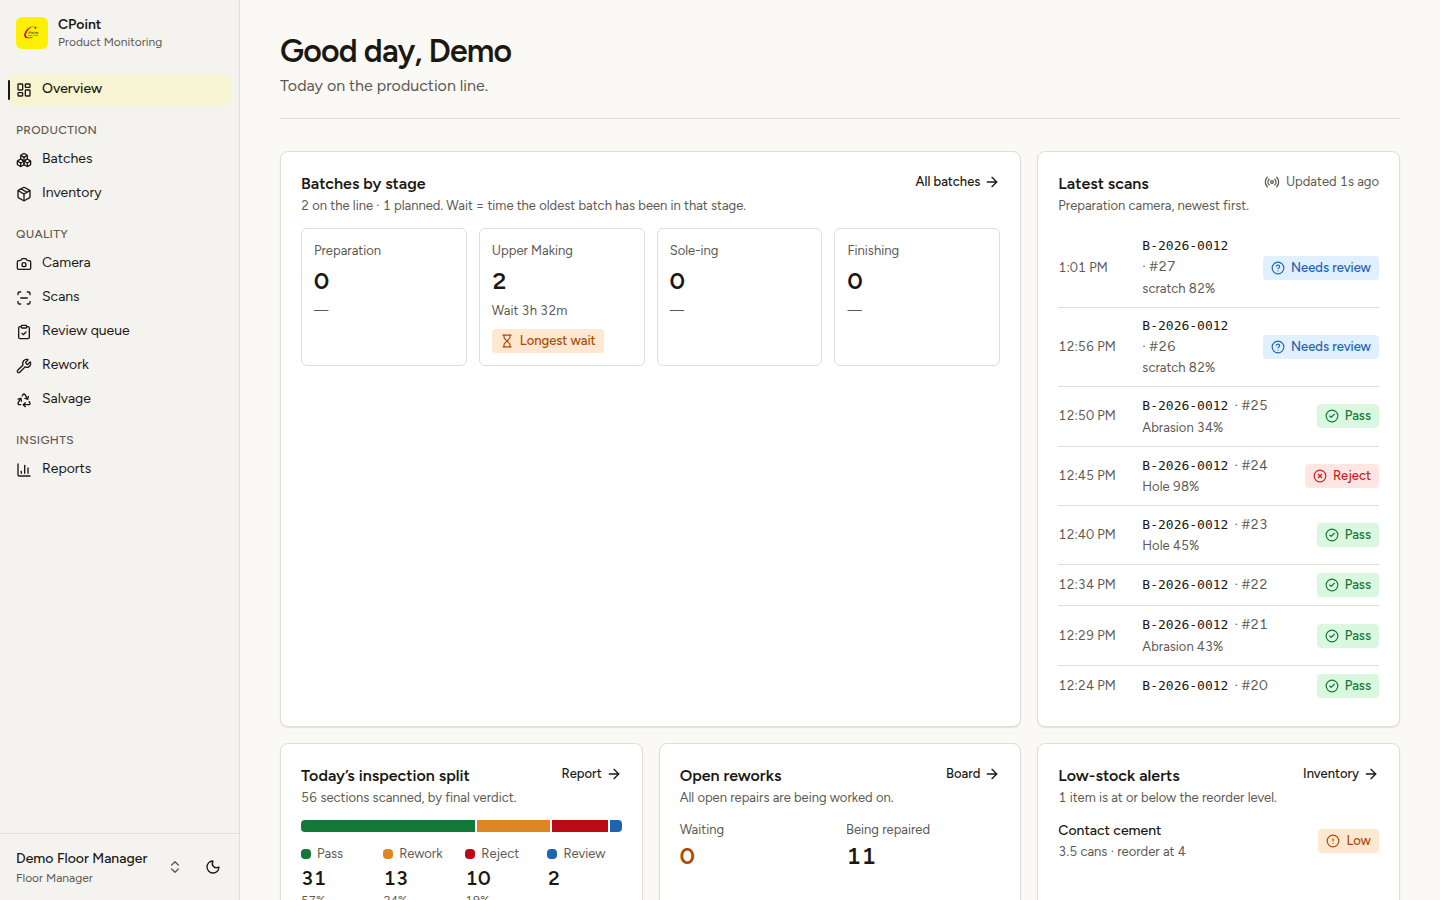 CPoint
Product Monitoring
Overview
PRODUCTION
Batches
Inventory
QUALITY
Camera
Scans
Review queue
Rework
Salvage
INSIGHTS
Reports
Demo Floor Manager
Floor Manager
Good day, Demo
Today on the production line.
Batches by stage
All batches
2 on the line · 1 planned. Wait = time the oldest batch has been in that stage.
Preparation
0
—
Upper Making
2
Wait 3h 32m
Longest wait
Sole-ing
0
—
Finishing
0
—
Latest scans
Updated 1s ago
Preparation camera, newest first.
1:01 PM
B-2026-0012
· #27
scratch 82%
Needs review
12:56 PM
B-2026-0012
· #26
scratch 82%
Needs review
12:50 PM
B-2026-0012 · #25
Abrasion 34%
Pass
12:45 PM
B-2026-0012 · #24
Hole 98%
Reject
12:40 PM
B-2026-0012 · #23
Hole 45%
Pass
12:34 PM
B-2026-0012 · #22
Pass
12:29 PM
B-2026-0012 · #21
Abrasion 43%
Pass
12:24 PM
B-2026-0012 · #20
Pass
Today’s inspection split
Report
56 sections scanned, by final verdict.
Pass
31
Rework
13
Reject
10
Review
2
Open reworks
Board
All open repairs are being worked on.
Waiting
0
Being repaired
11
Low-stock alerts
Inventory
1 item is at or below the reorder level.
Contact cement
3.5 cans · reorder at 4
Low